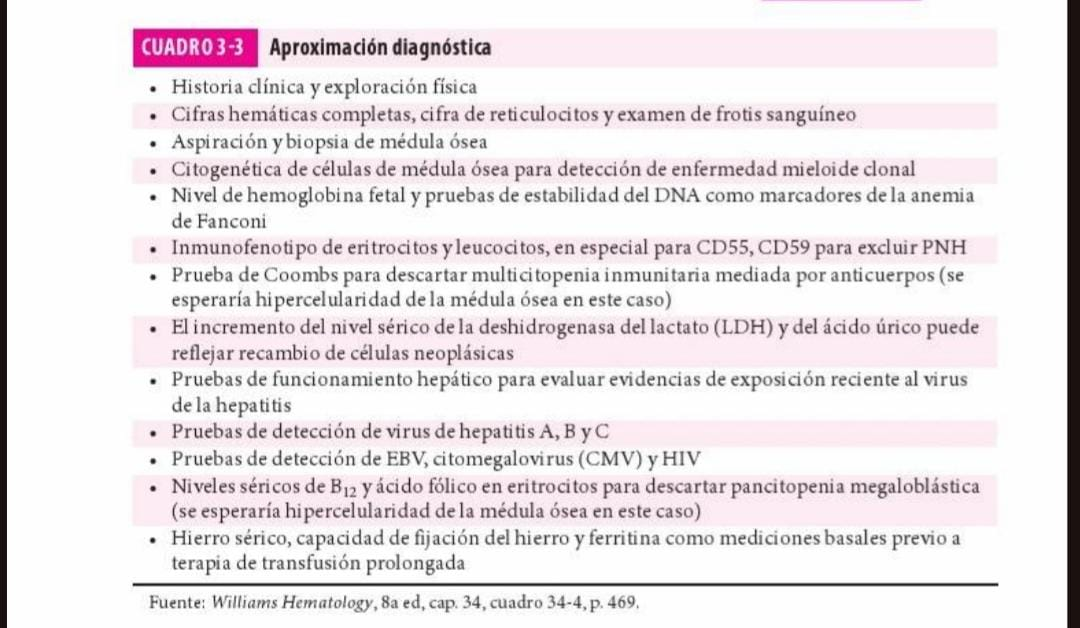 CUADRO 3-3 Aproximación diagnóstica
• Historia clínica y exploración física
• Cifras hemáticas completas, cifra de reticulocitos y examen de frotis sanguíneo
• Aspiración y biopsia de médula ósea
• Citogenética de células de médula ósea para detección de enfermedad mieloide clonal
• Nivel de hemoglobina fetal y pruebas de estabilidad del DNA como marcadores de la anemia
de Fanconi
• Inmunofenotipo de eritrocitos y leucocitos, en especial para CD55, CD59 para excluir PNH
• Prueba de Coombs para descartar multicitopenia inmunitaria mediada por anticuerpos (se
esperaría hipercelularidad de la médula ósea en este caso)
• El incremento del nivel sérico de la deshidrogenasa del lactato (LDH) y del ácido úrico puede
reflejar recambio de células neoplásicas
• Pruebas de funcionamiento hepático para evaluar evidencias de exposición reciente al virus
de la hepatitis
• Pruebas de detección de virus de hepatitis A, B y C
• Pruebas de detección de EBV, citomegalovirus (CMV) y HIV
• Niveles séricos de B₁₂ y ácido fólico en eritrocitos para descartar pancitopenia megaloblástica
(se esperaría hipercelularidad de la médula ósea en este caso)
• Hierro sérico, capacidad de fijación del hierro y ferritina como mediciones basales previo a
terapia de transfusión prolongada
Fuente: Williams Hematology, 8a ed, cap. 34, cuadro 34-4, p. 469.